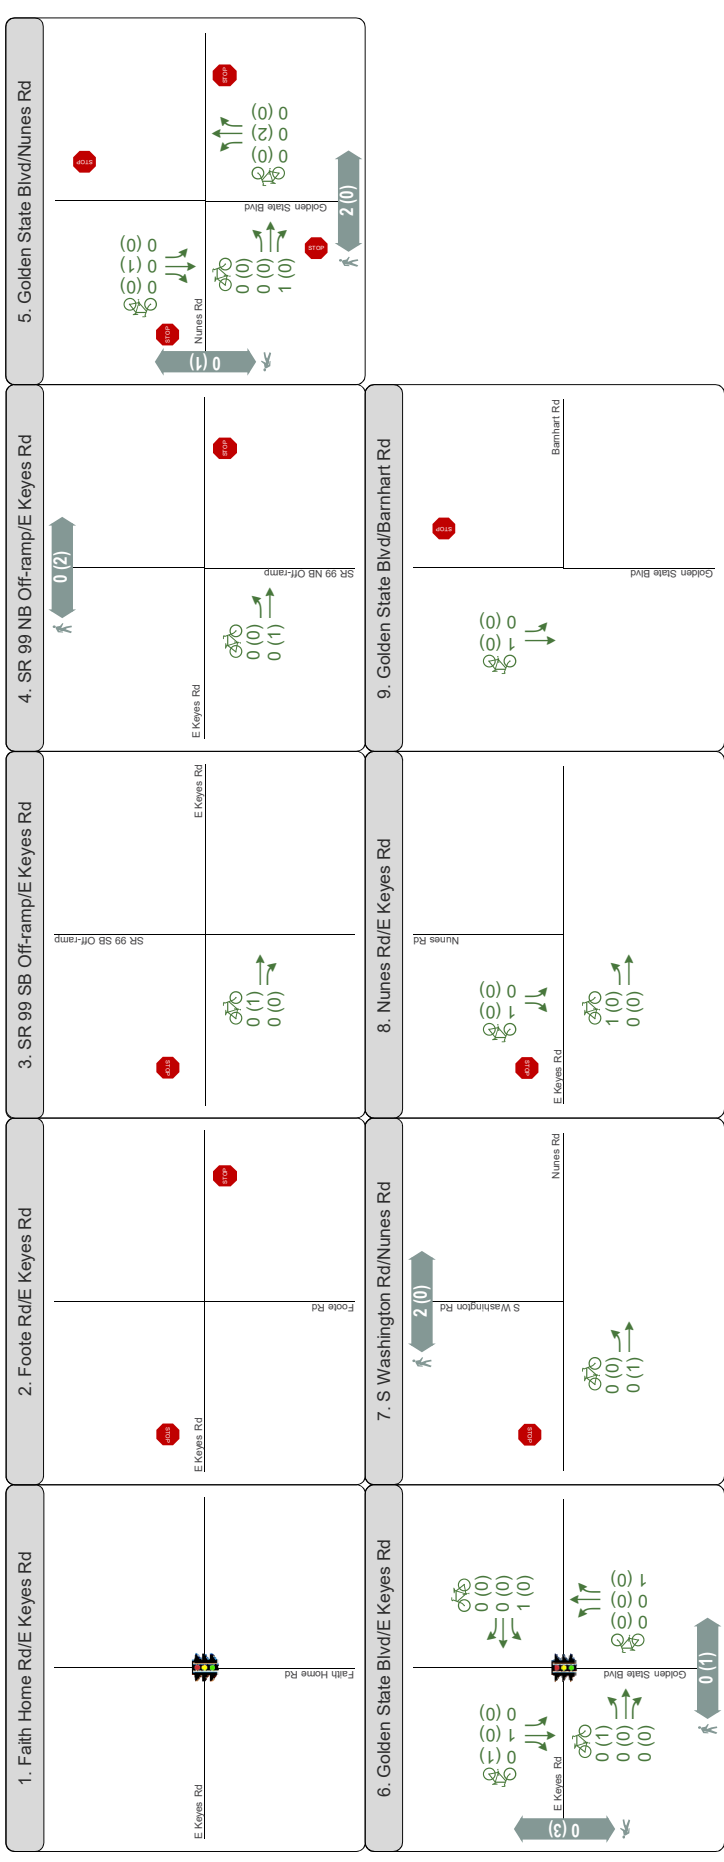 1. Faith Home Rd/E Keyes Rd
E Keyes Rd
Faith Home Rd
2. Foote Rd/E Keyes Rd
STOP
E Keyes Rd
Foote Rd
STOP
3. SR 99 SB Off-ramp/E Keyes Rd
STOP
SR 99 SB Off-ramp
E Keyes Rd
0 (1)
0 (0)
4. SR 99 NB Off-ramp/E Keyes Rd
0 (2)
E Keyes Rd
0 (0)
0 (1)
SR 99 NB Off-ramp
STOP
5. Golden State Blvd/Nunes Rd
STOP
0 (0)
0 (1)
0 (0)
STOP
Nunes Rd
0 (1)
0 (0)
0 (0)
1 (0)
STOP
Golden State Blvd
0 (0)
0 (2)
0 (0)
STOP
2 (0)
6. Golden State Blvd/E Keyes Rd
0 (1)
1 (0)
0 (0)
0 (0)
0 (0)
1 (0)
E Keyes Rd
0 (3)
0 (1)
0 (0)
0 (0)
Golden State Blvd
0 (0)
0 (0)
1 (0)
0 (1)
7. S Washington Rd/Nunes Rd
2 (0)
S Washington Rd
STOP
Nunes Rd
0 (0)
0 (1)
8. Nunes Rd/E Keyes Rd
Nunes Rd
1 (0)
0 (0)
STOP
E Keyes Rd
1 (0)
0 (0)
9. Golden State Blvd/Barnhart Rd
STOP
1 (0)
0 (0)
Barnhart Rd
Golden State Blvd